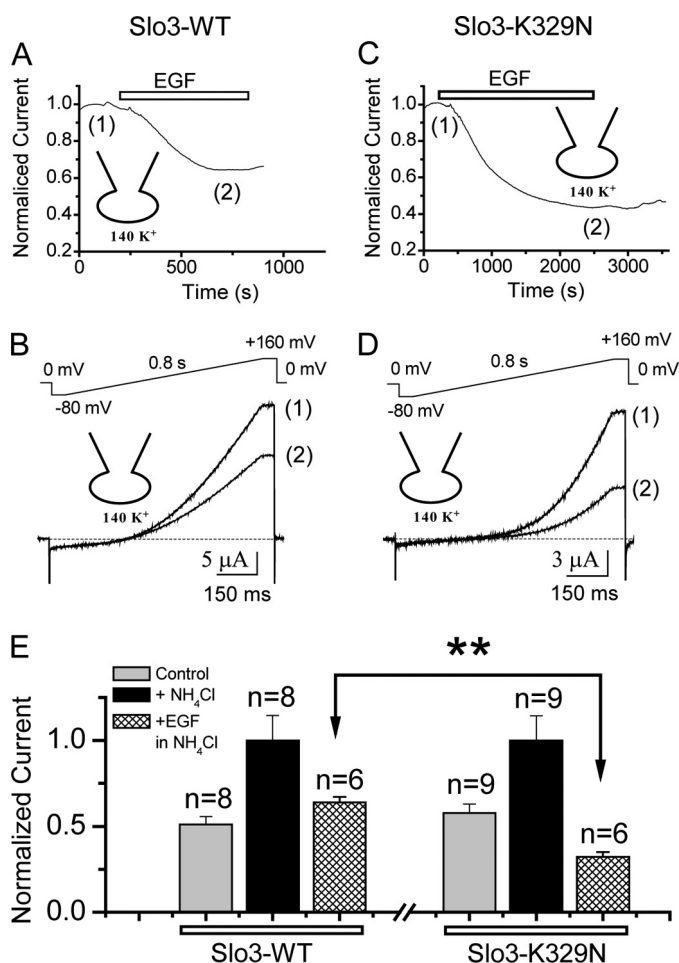 Slo3-WT
Slo3-K329N
A
Normalized Current
1.0
0.8
0.6
0.4
0.2
EGF
(1)
(2)
140 K⁺
0
500
1000
Time (s)
C
Normaliced Current
1.0
0.8
0.6
0.4
0.2
EGF
(1)
(2)
140 K⁺
0
1000
2000
3000
Time (s)
B
0 mV
-80 mV
0.8 s
+160 mV
0 mV
(1)
(2)
140 K⁺
5 µA
150 ms
D
0 mV
-80 mV
0.8 s
+160 mV
0 mV
(1)
(2)
140 K⁺
3 µA
150 ms
E
Normalized Current
1.0
0.5
0.0
Control
+ NH₄Cl
+EGF
in NH₄Cl
n=8
n=8
n=6
**
n=9
n=9
n=6
Slo3-WT
Slo3-K329N